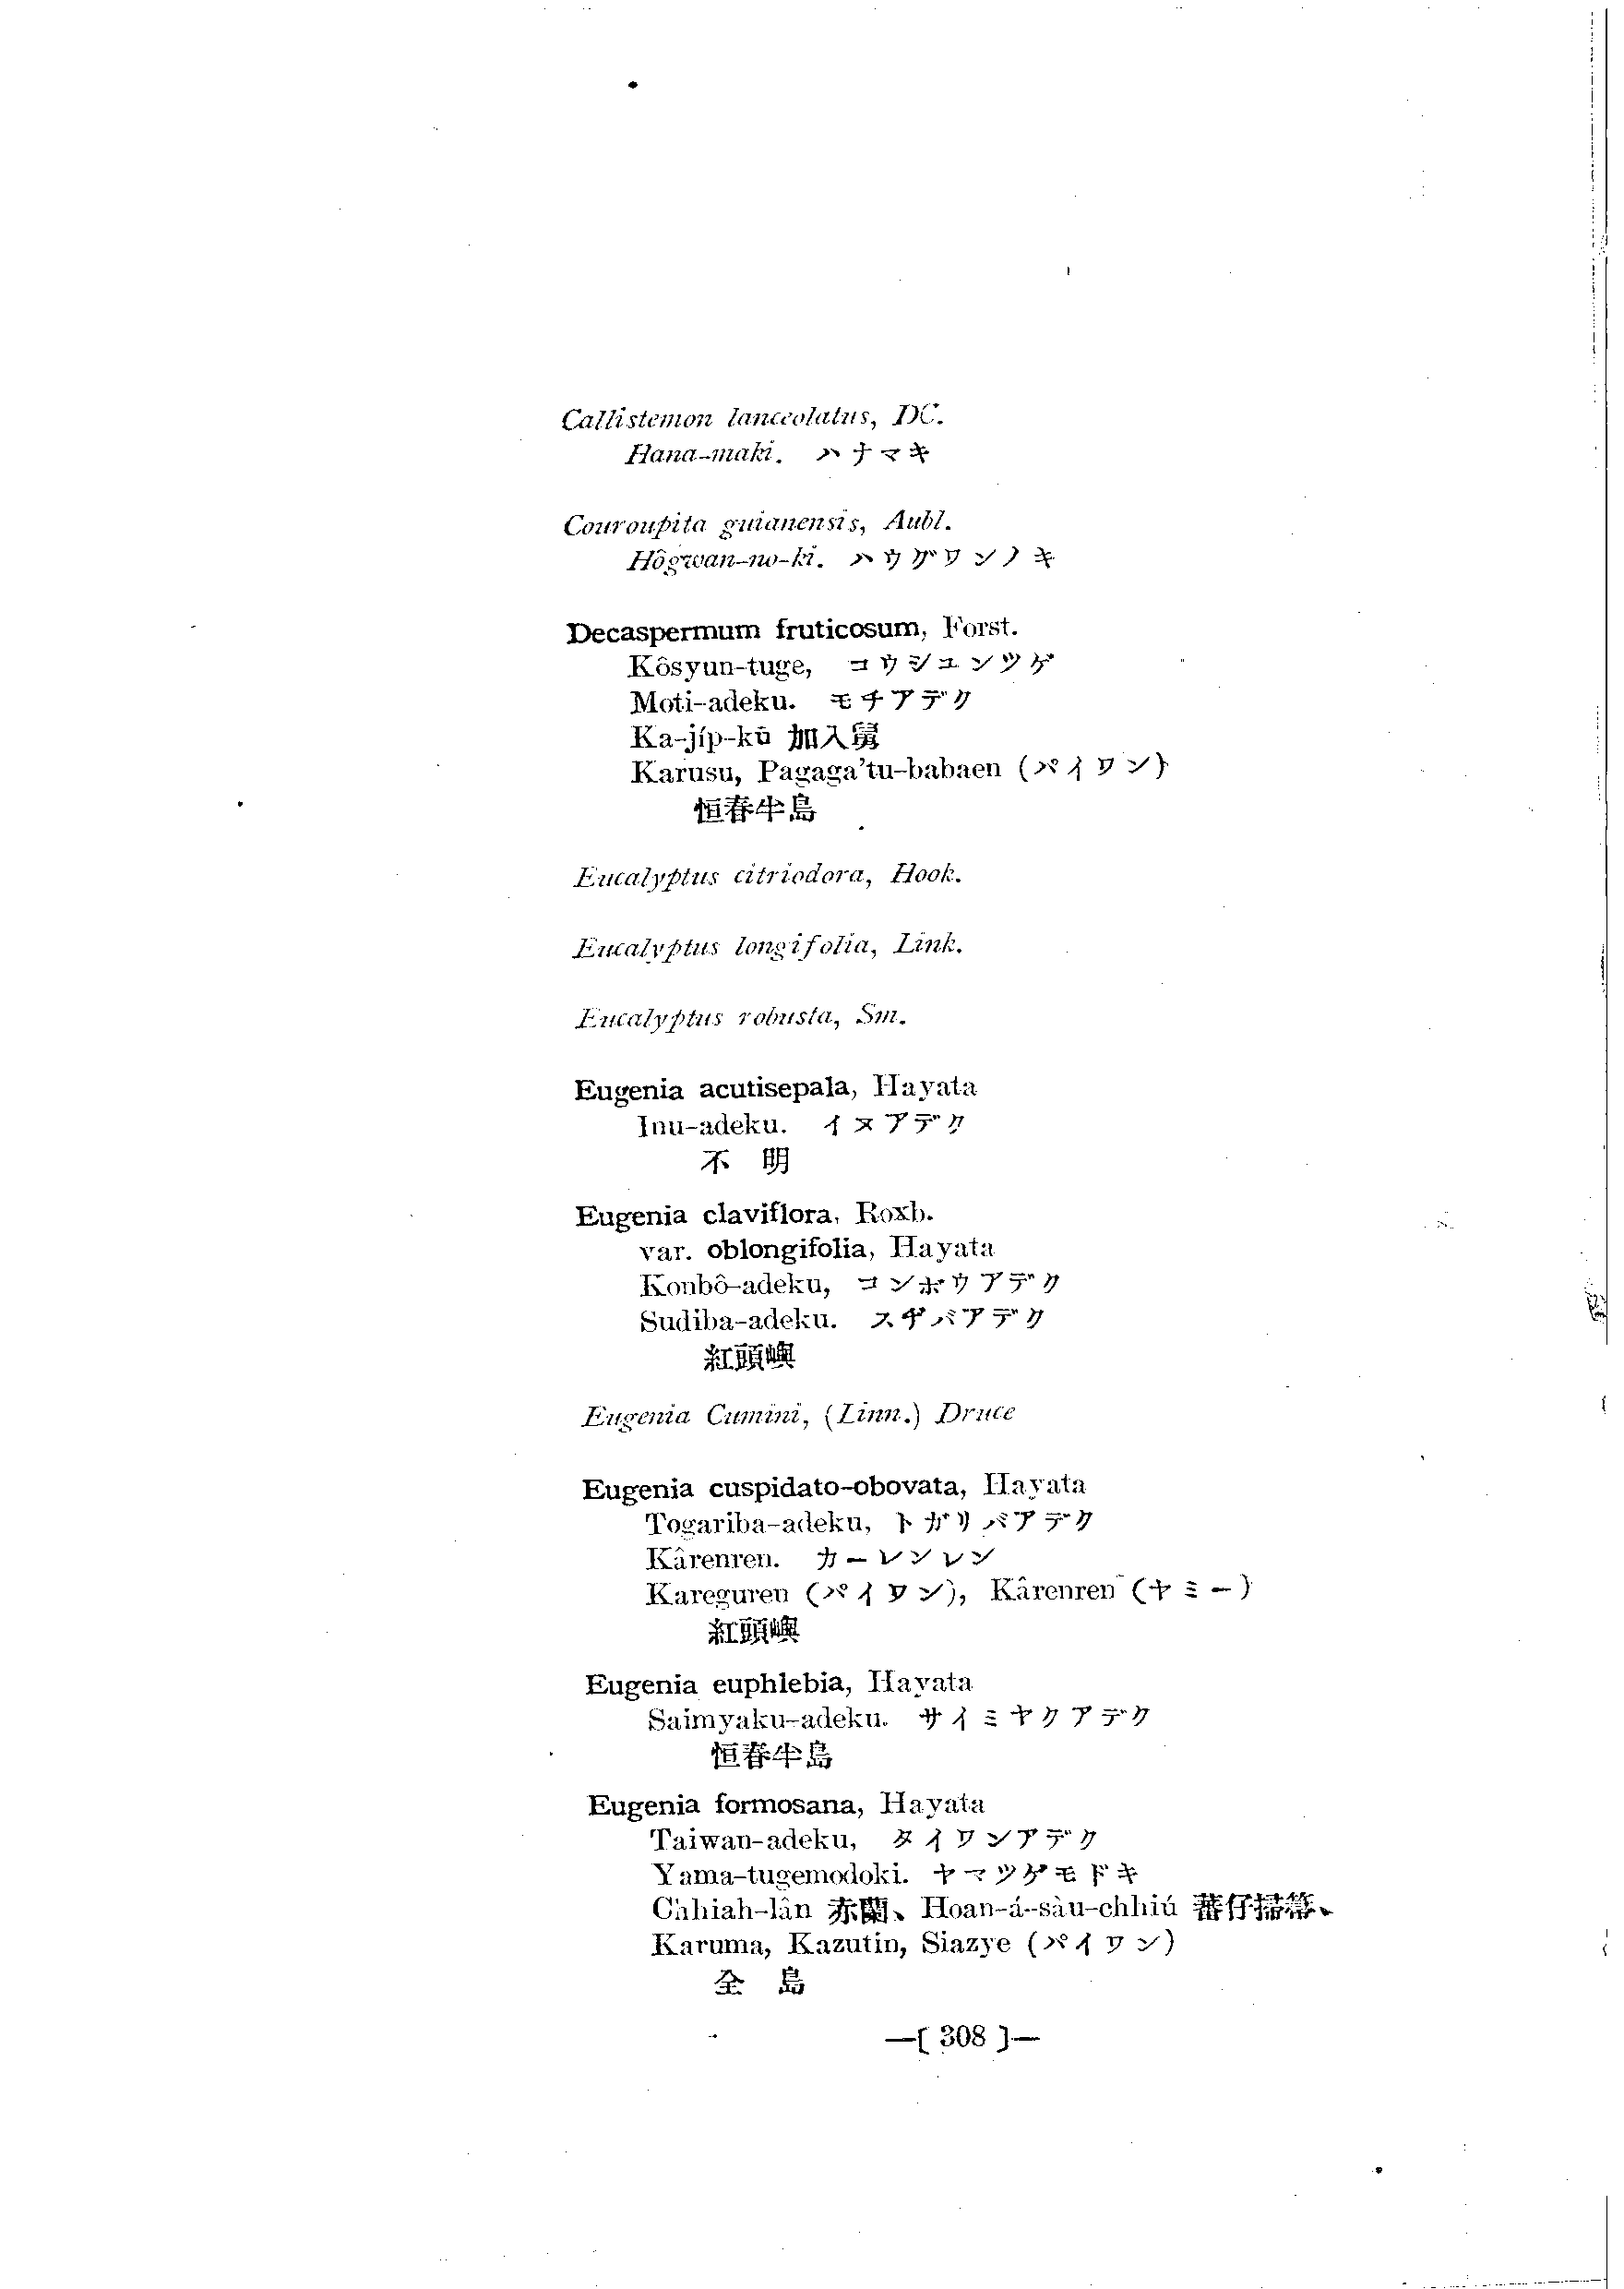 Callistemon lanceolatus, DC.
Hana-maki. ハナマキ
Couroupita guianensis, Aubl.
Hôgwan-no-ki. ハウグワンノキ
Decaspermum fruticosum, Forst.
Kôsyun-tuge, コウシユンツゲ
Moti-adeku. モチアデク
Ka-jíp-kū 加入舅
Karusu, Pagaga'tu-babaen (パイワン)
恒春半島
Eucalyptus citriodora, Hook.
Eucalyptus longifolia, Link.
Eucalyptus robusta, Sm.
Eugenia acutisepala, Hayata
Inu-adeku. イヌアデク
不 明
Eugenia claviflora, Roxb.
var. oblongifolia, Hayata
Konbô-adeku, コンボウアデク
Sudiba-adeku. スヂバアデク
紅頭嶼
Eugenia Cumini, (Linn.) Druce
Eugenia cuspidato-obovata, Hayata
Togariba-adeku, トガリバアデク
Kârenren. カーレンレン
Kareguren (パイワン), Kârenren (ヤミー)
紅頭嶼
Eugenia euphlebia, Hayata
Saimyaku-adeku. サイミヤクアデク
恒春半島
Eugenia formosana, Hayata
Taiwan-adeku, タイワンアデク
Yama-tugemodoki. ヤマツゲモドキ
Chhiah-lân 赤蘭、Hoan-á-sàu-chhiú 蕃仔掃箒、
Karuma, Kazutin, Siazye (パイワン)
全 島
—[ 308 ]—